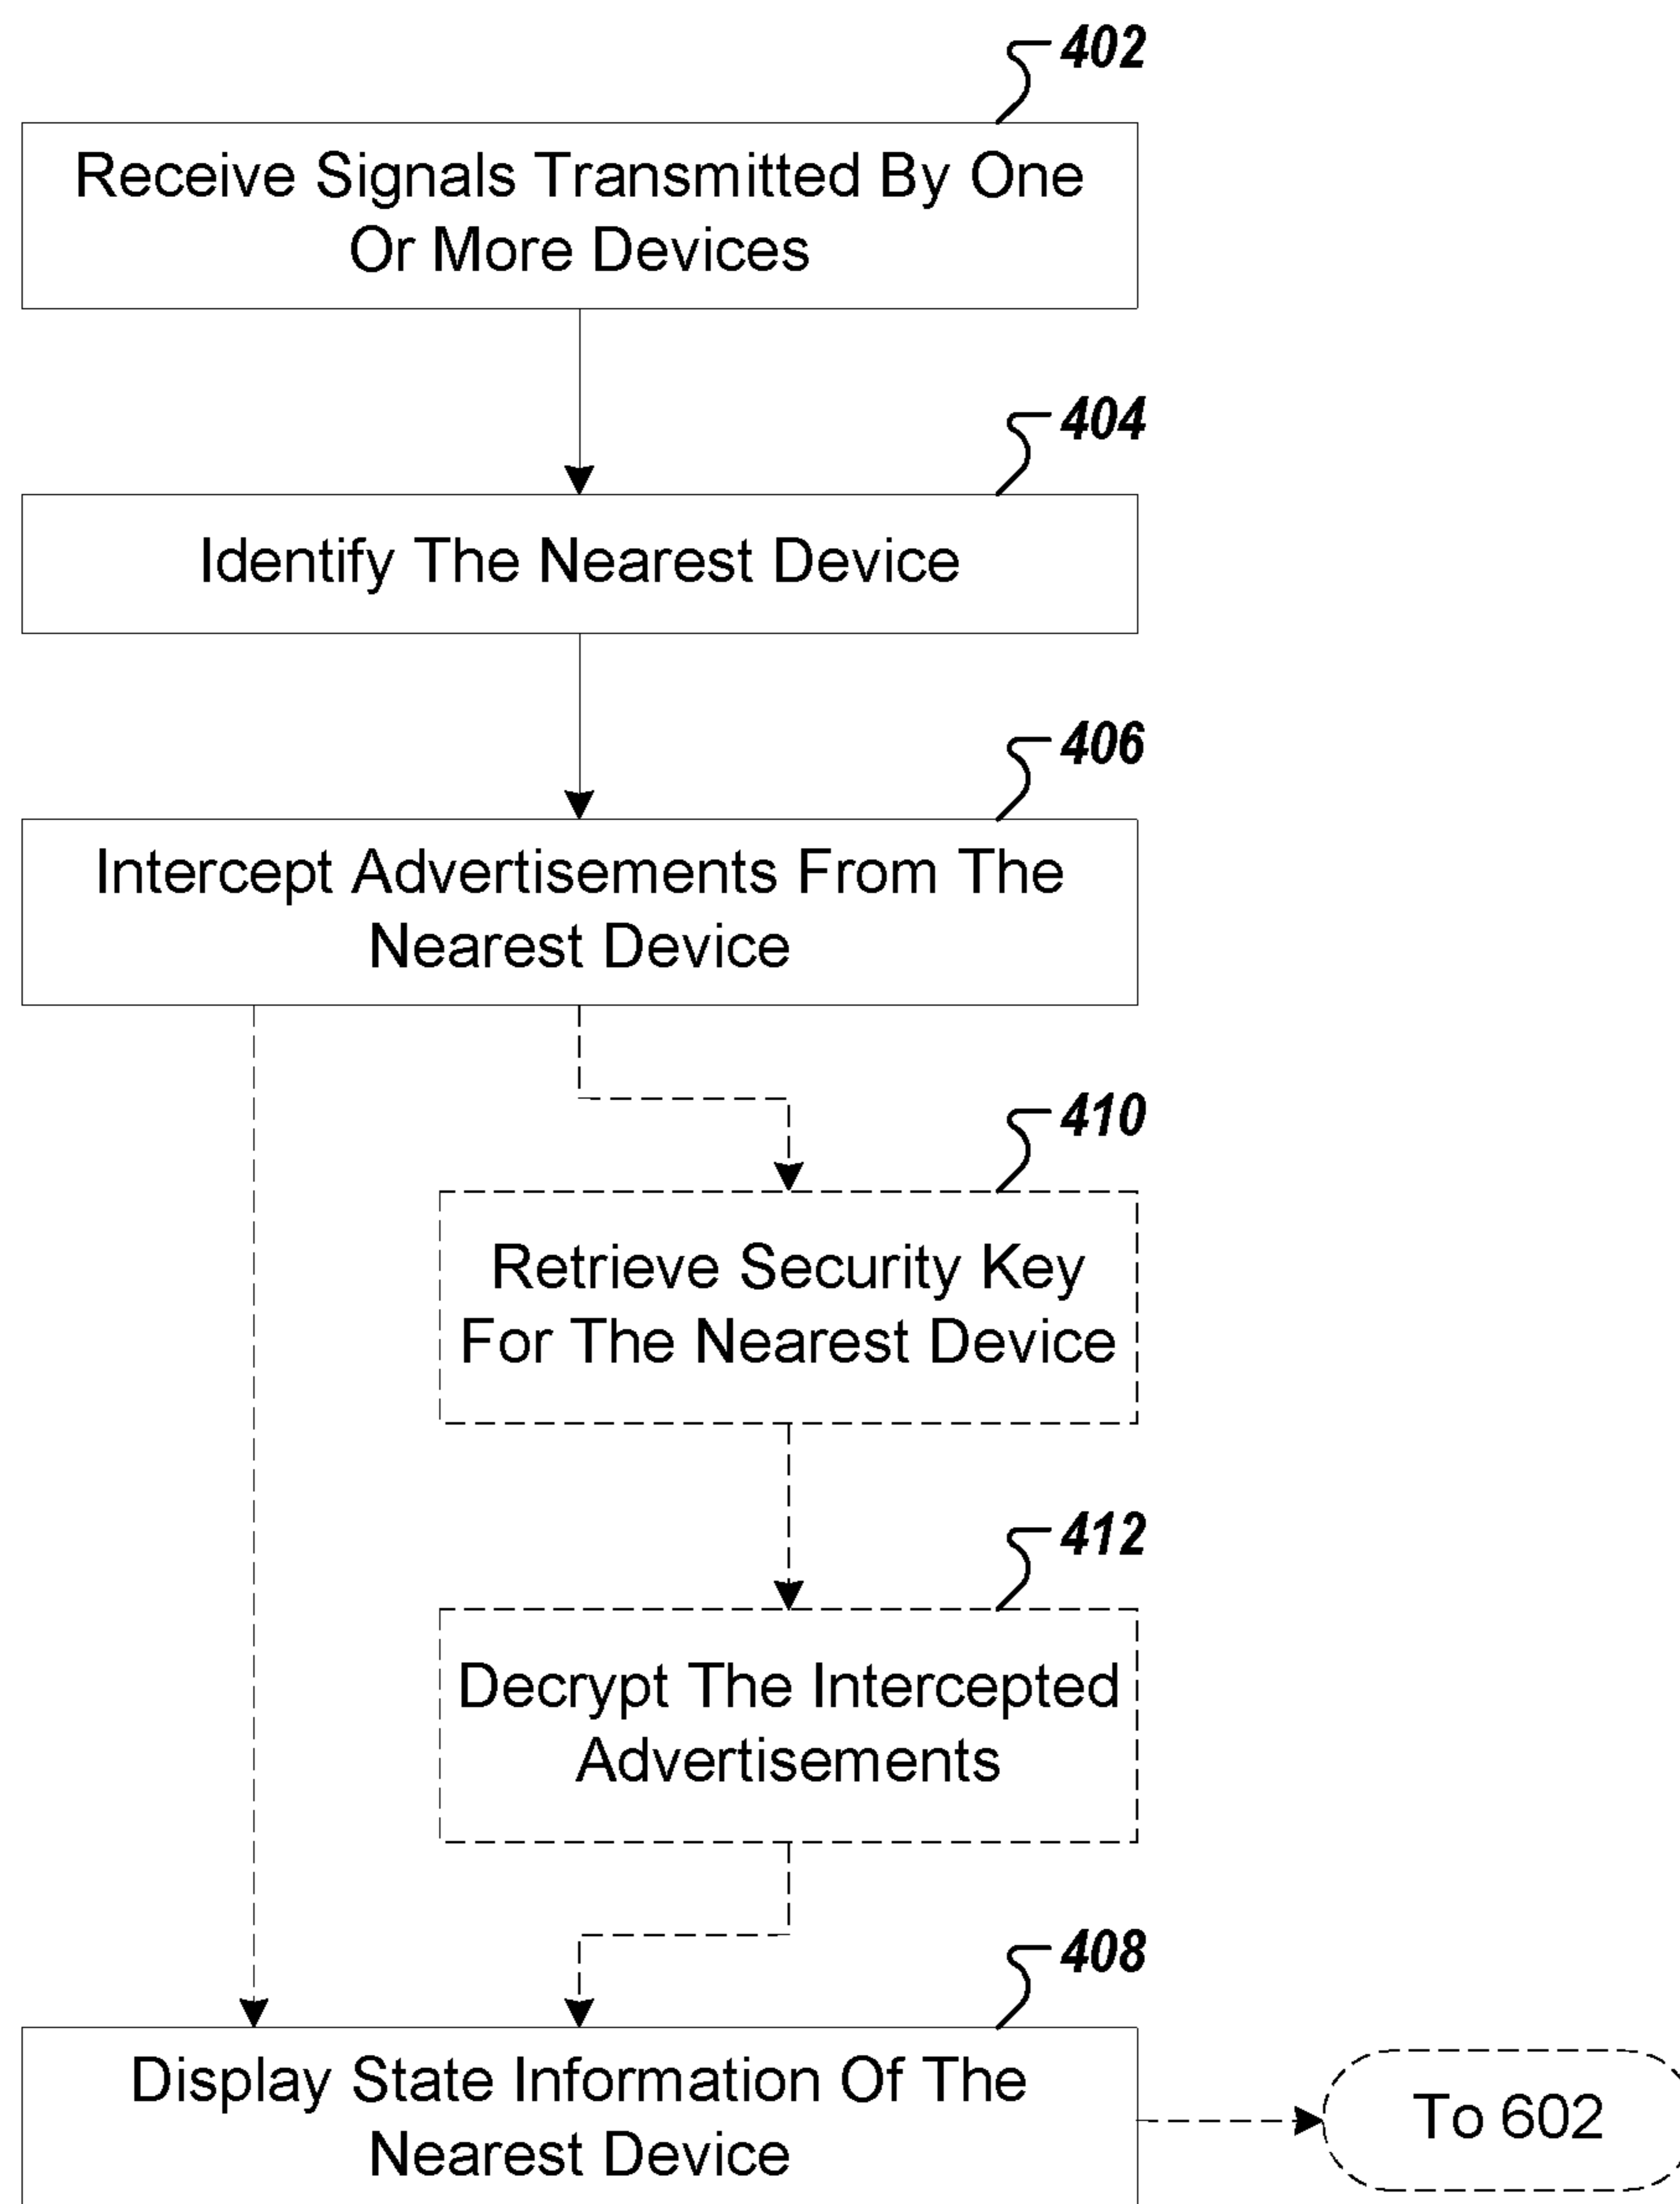 402
Receive Signals Transmitted By One
Or More Devices
404
Identify The Nearest Device
406
Intercept Advertisements From The
Nearest Device
410
Retrieve Security Key
For The Nearest Device
412
Decrypt The Intercepted
Advertisements
408
Display State Information Of The
Nearest Device
To 602